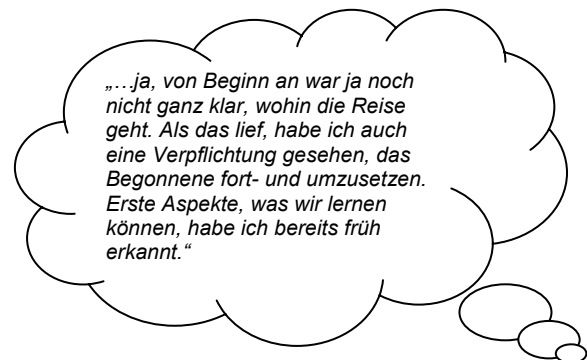 „…ja, von Beginn an war ja noch
nicht ganz klar, wohin die Reise
geht. Als das lief, habe ich auch
eine Verpflichtung gesehen, das
Begonnene fort- und umzusetzen.
Erste Aspekte, was wir lernen
können, habe ich bereits früh
erkannt.“